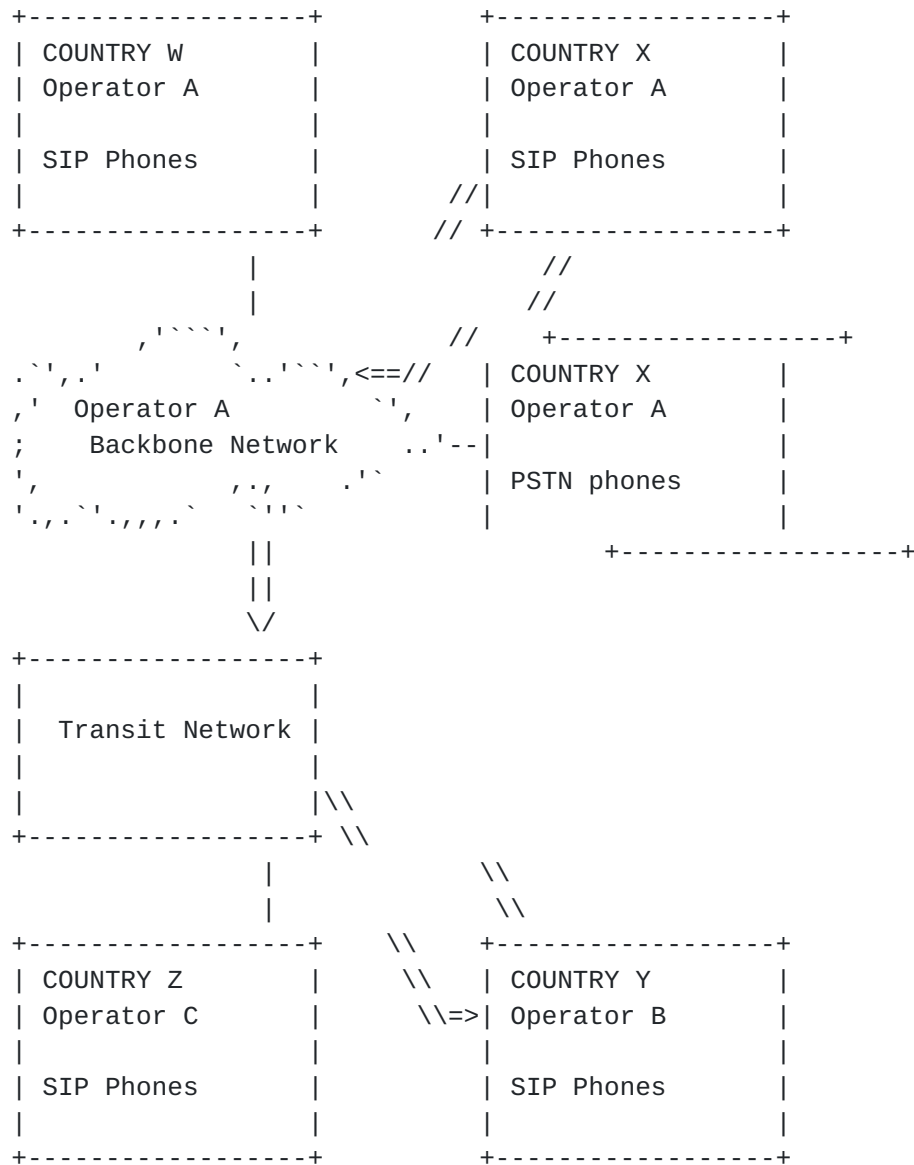 COUNTRY W
Operator A
SIP Phones
COUNTRY X
Operator A
SIP Phones
Operator A
Backbone Network
COUNTRY X
Operator A
PSTN phones
Transit Network
COUNTRY Z
Operator C
SIP Phones
COUNTRY Y
Operator B
SIP Phones